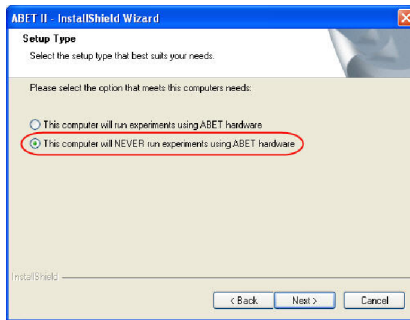 ABET II - InstallShield Wizard
Setup Type
Select the setup type that best suits your needs.
Please select the option that meets this computers needs:
This computer will run experiments using ABET hardware
This computer will NEVER run experiments using ABET hardware
InstallShield
< Back Next > Cancel